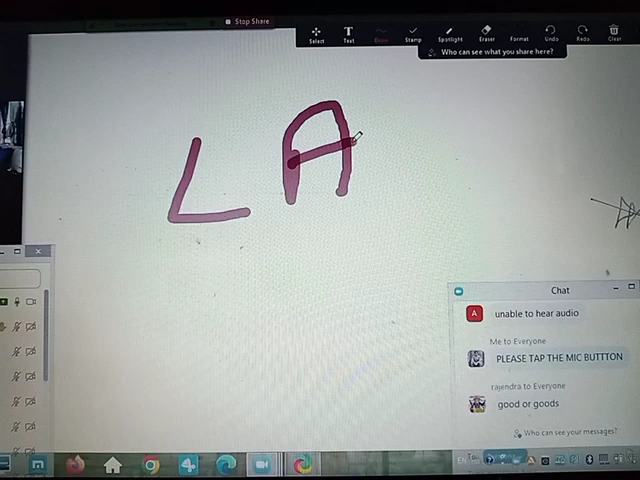 Stop Share
Select Text Draw Stamp Spotlight Eraser Format Undo Redo Clear
Who can see what you share here?
L A
Chat
A
unable to hear audio
Me to Everyone
PLEASE TAP THE MIC BUTTTON
rajendra to Everyone
good or goods
Who can see your messages?
EN